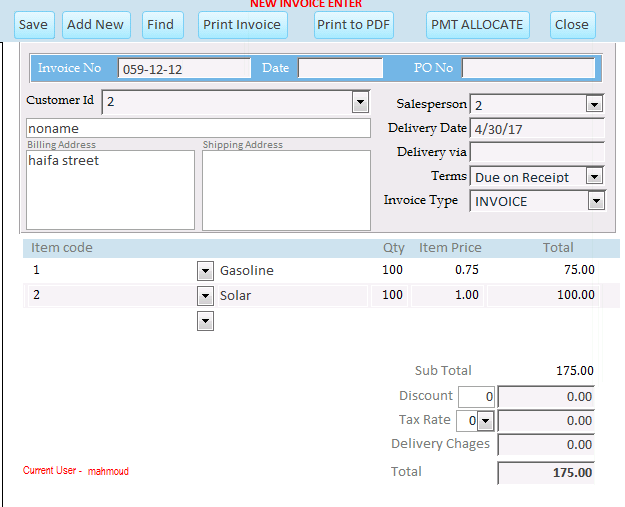 NEW INVOICE ENTER
Save Add New Find Print Invoice Print to PDF PMT ALLOCATE Close
Invoice No 059-12-12 Date PO No
Customer Id 2
noname
Billing Address Shipping Address
haifa street
Salesperson 2
Delivery Date 4/30/17
Delivery via
Terms Due on Receipt
Invoice Type INVOICE
Item code Qty Item Price Total
1 Gasoline 100 0.75 75.00
2 Solar 100 1.00 100.00
Sub Total 175.00
Discount 0 0.00
Tax Rate 0 0.00
Delivery Chages 0.00
Total 175.00
Current User - mahmoud